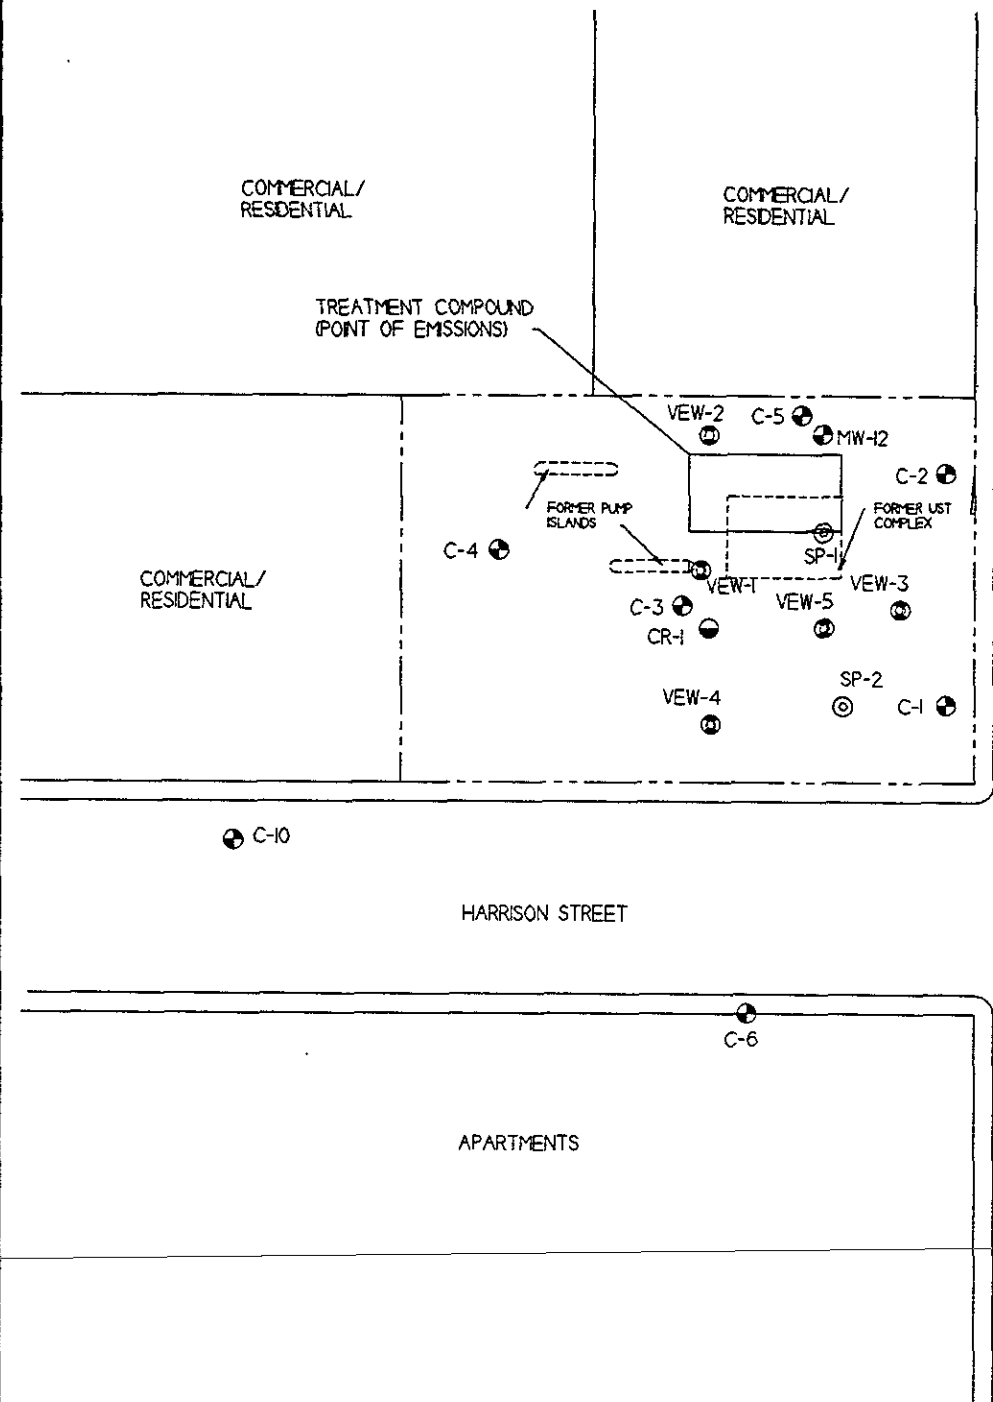 COMMERCIAL/
RESIDENTIAL
COMMERCIAL/
RESIDENTIAL
TREATMENT COMPOUND
(POINT OF EMISSIONS)
VEW-2
C-5
MW-12
C-2
FORMER PUMP
ISLANDS
FORMER UST
COMPLEX
C-4
SP-1
COMMERCIAL/
RESIDENTIAL
VEW-1
VEW-3
C-3
VEW-5
CR-1
SP-2
VEW-4
C-1
C-10
HARRISON STREET
C-6
APARTMENTS